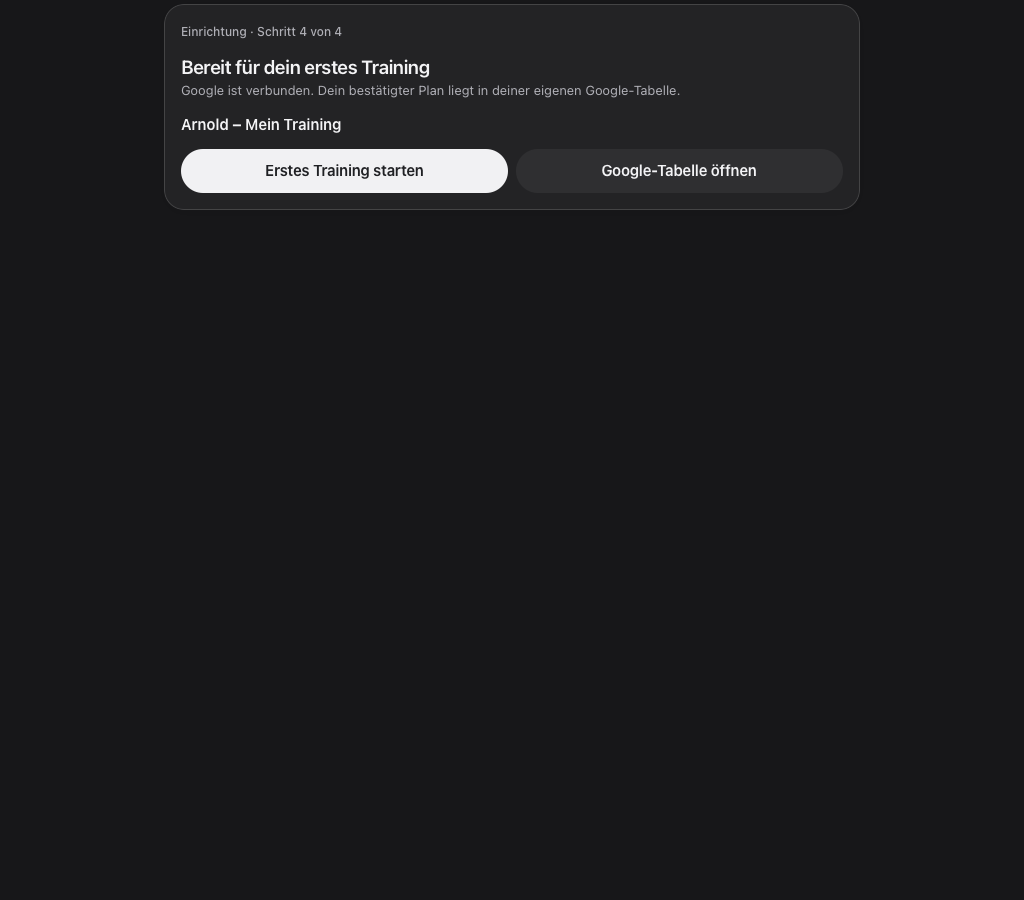 Einrichtung · Schritt 4 von 4
Bereit für dein erstes Training
Google ist verbunden. Dein bestätigter Plan liegt in deiner eigenen Google-Tabelle.
Arnold – Mein Training
Erstes Training starten
Google-Tabelle öffnen